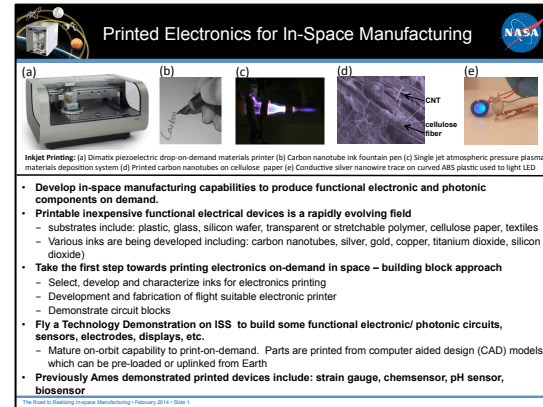 Printed Electronics for In-Space Manufacturing
NASA
(a)
(b)
(c)
(d)
(e)
CNT
cellulose
fiber
Inkjet Printing: (a) Dimatix piezoelectric drop-on-demand materials printer (b) Carbon nanotube ink fountain pen (c) Single jet atmospheric pressure plasma
materials deposition system (d) Printed carbon nanotubes on cellulose paper (e) Conductive silver nanowire trace on curved ABS plastic used to light LED
• Develop in-space manufacturing capabilities to produce functional electronic and photonic
components on demand.
• Printable inexpensive functional electrical devices is a rapidly evolving field
– substrates include: plastic, glass, silicon wafer, transparent or stretchable polymer, cellulose paper, textiles
– Various inks are being developed including: carbon nanotubes, silver, gold, copper, titanium dioxide, silicon
dioxide)
• Take the first step towards printing electronics on-demand in space – building block approach
– Select, develop and characterize inks for electronics printing
– Development and fabrication of flight suitable electronic printer
– Demonstrate circuit blocks
• Fly a Technology Demonstration on ISS to build some functional electronic/ photonic circuits,
sensors, electrodes, displays, etc.
– Mature on-orbit capability to print-on-demand. Parts are printed from computer aided design (CAD) models
which can be pre-loaded or uplinked from Earth
• Previously Ames demonstrated printed devices include: strain gauge, chemsensor, pH sensor,
biosensor
The Road to Realizing In-space Manufacturing • February 2014 • Slide 1